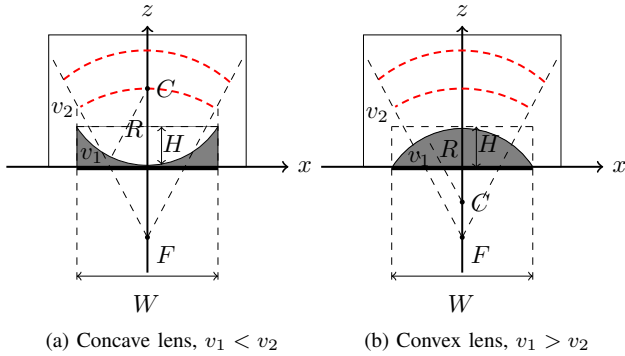 z
C
v₂
R
H
v₁
x
F
W
(a) Concave lens, v₁ < v₂
z
v₂
v₁
R
H
x
C
F
W
(b) Convex lens, v₁ > v₂